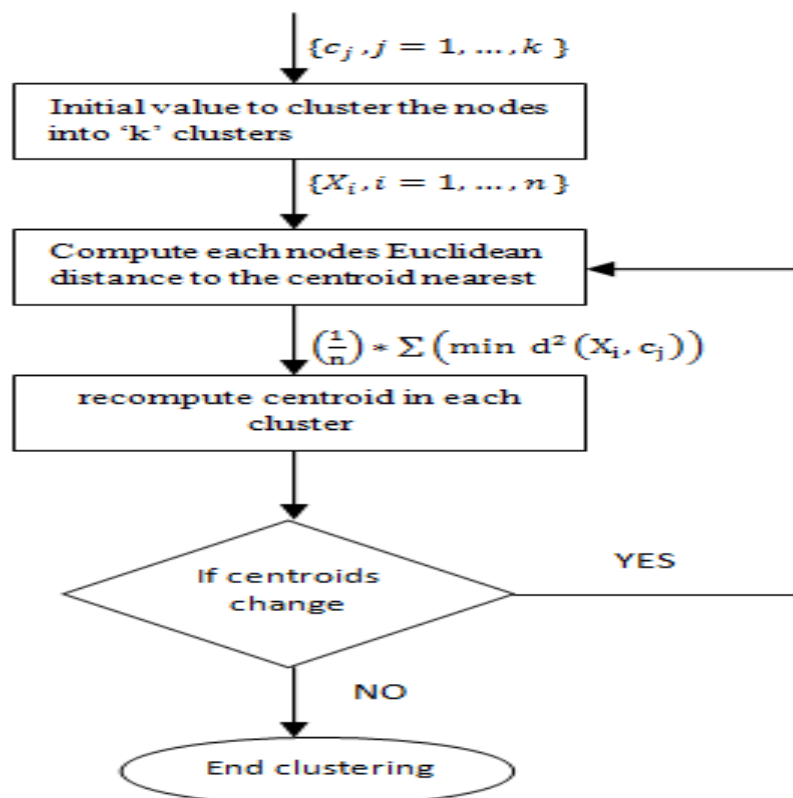 {c_j, j = 1, ..., k }
Initial value to cluster the nodes
into ‘k’ clusters
{X_i, i = 1, ..., n }
Compute each nodes Euclidean
distance to the centroid nearest
(1/n) * Σ (min d² (X_i, c_j))
recompute centroid in each
cluster
If centroids
change
YES
NO
End clustering